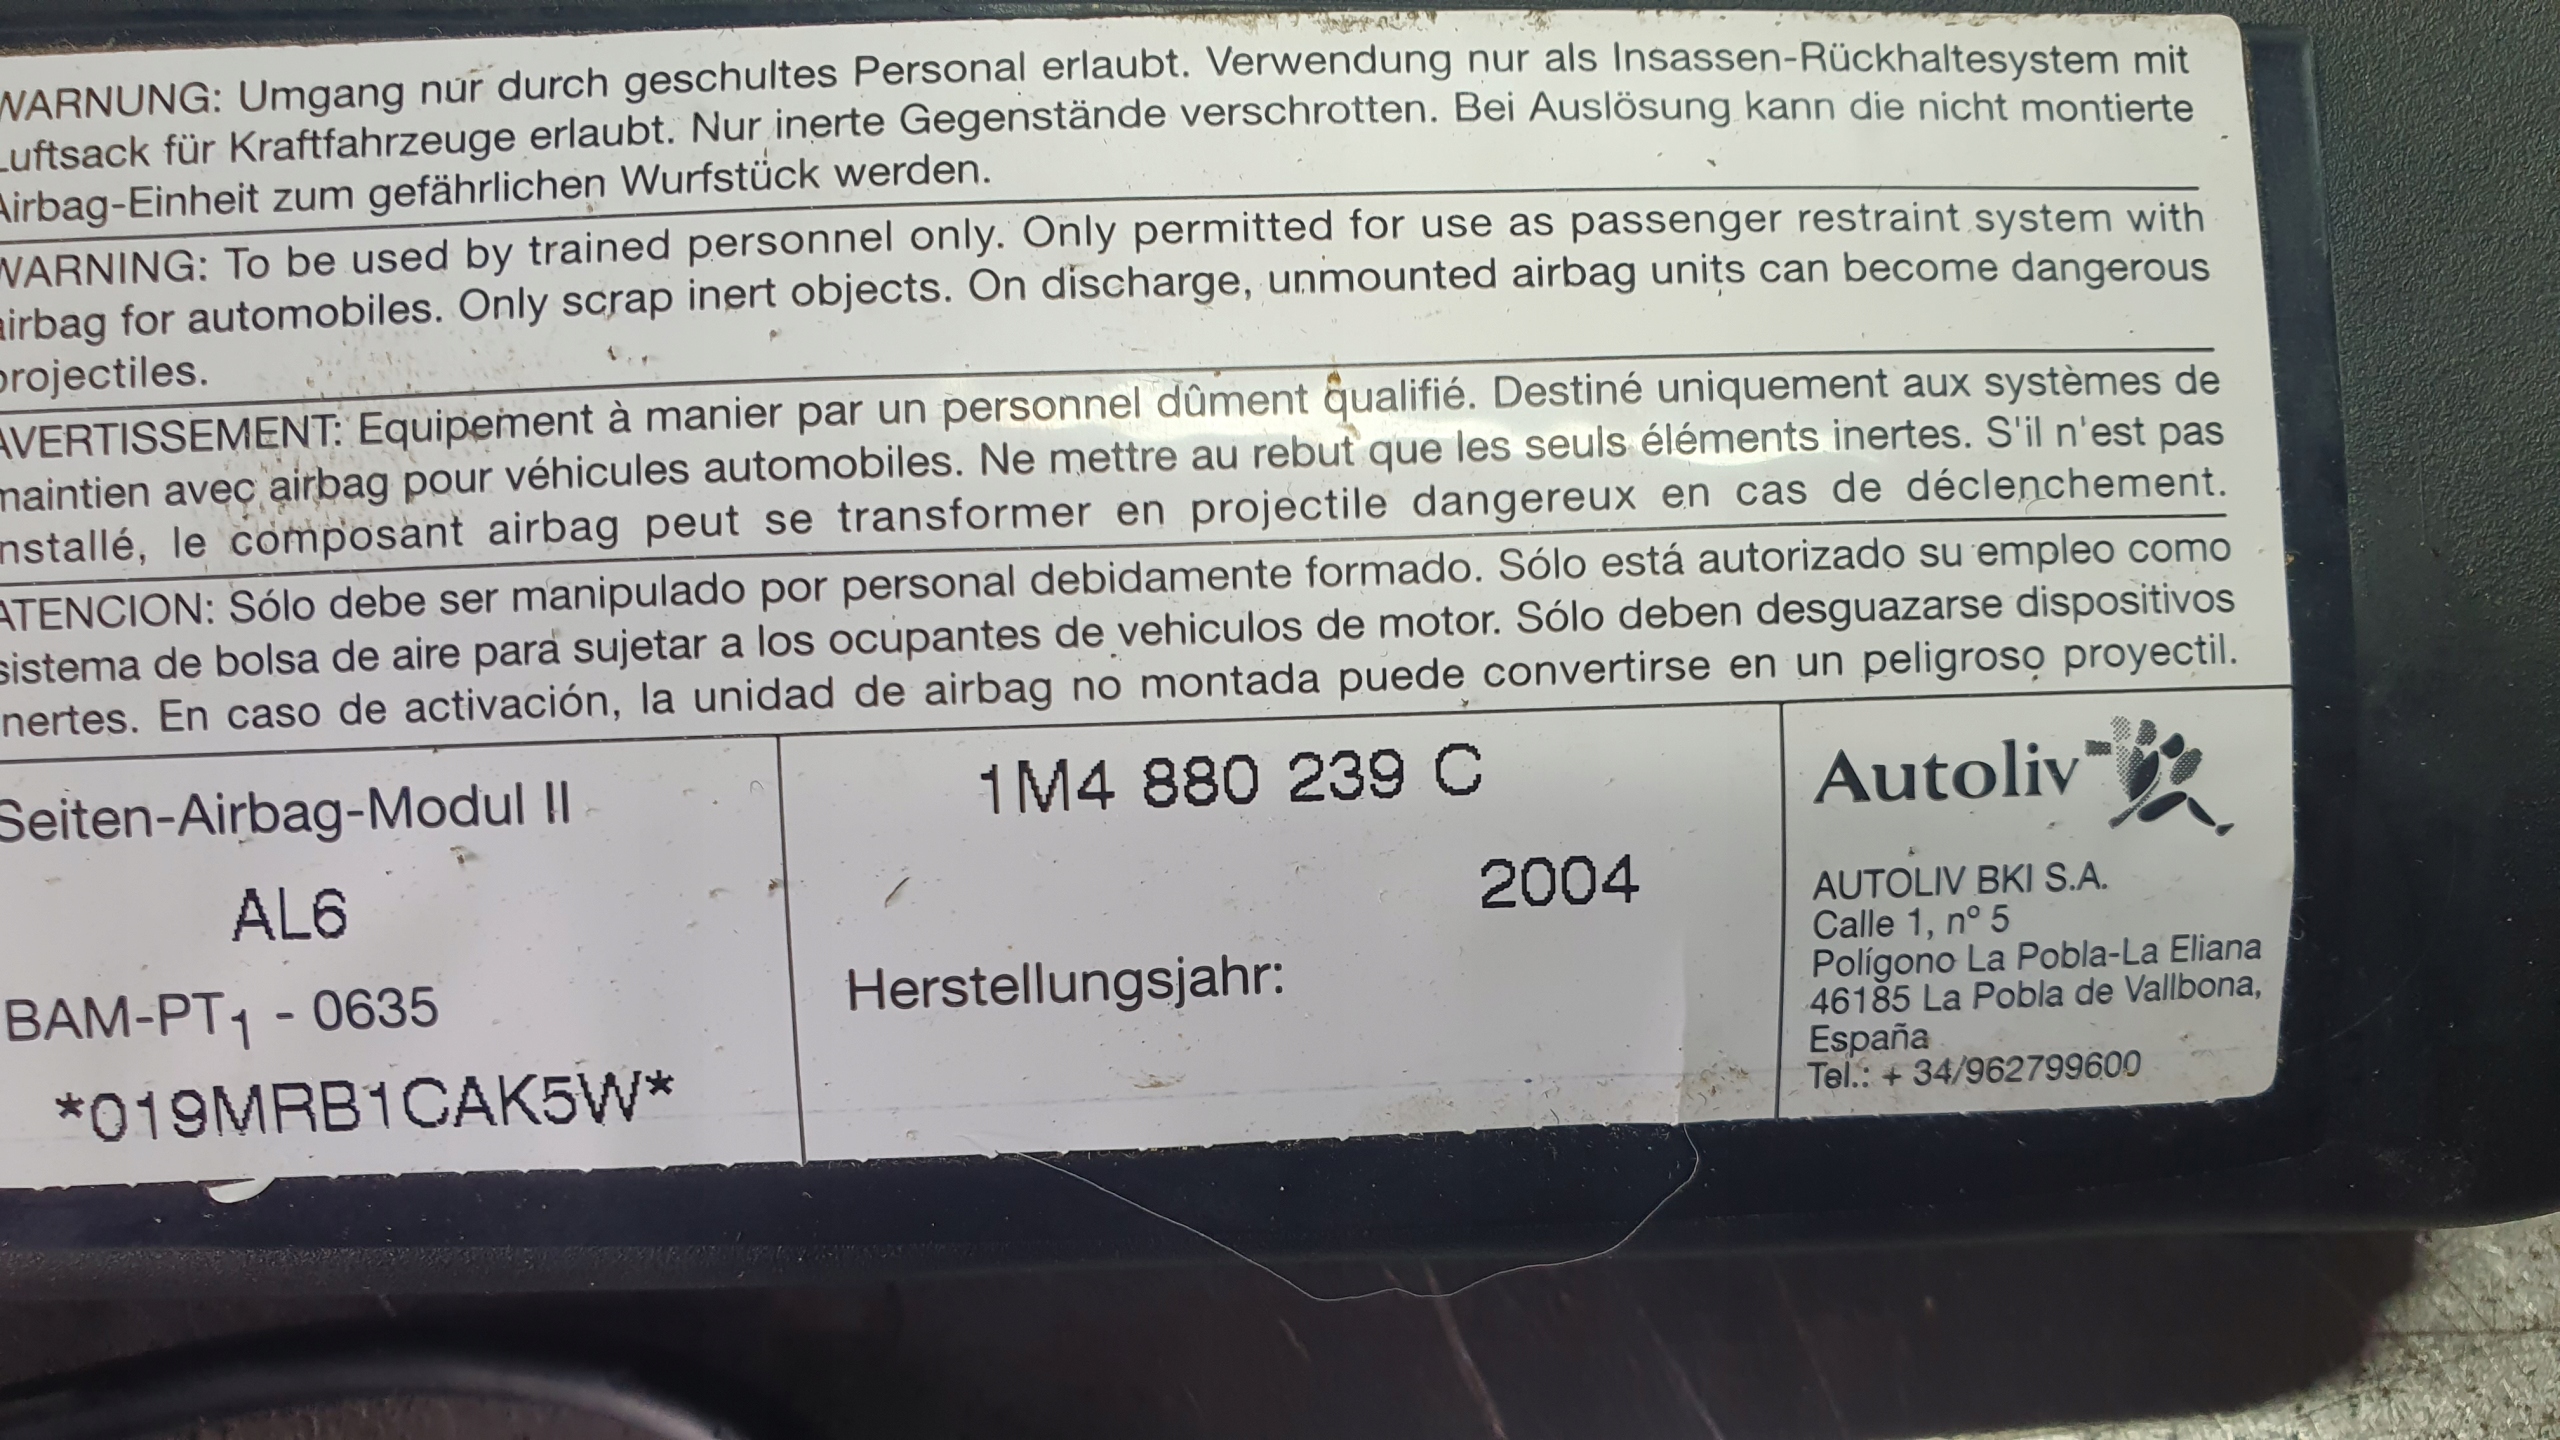 WARNUNG: Umgang nur durch geschultes Personal erlaubt. Verwendung nur als Insassen-Rückhaltesystem mit
Luftsack für Kraftfahrzeuge erlaubt. Nur inerte Gegenstände verschrotten. Bei Auslösung kann die nicht montierte
Airbag-Einheit zum gefährlichen Wurfstück werden.
WARNING: To be used by trained personnel only. Only permitted for use as passenger restraint system with
airbag for automobiles. Only scrap inert objects. On discharge, unmounted airbag units can become dangerous
projectiles.
AVERTISSEMENT: Equipement à manier par un personnel dûment qualifié. Destiné uniquement aux systèmes de
maintien avec airbag pour véhicules automobiles. Ne mettre au rebut que les seuls éléments inertes. S'il n'est pas
installé, le composant airbag peut se transformer en projectile dangereux en cas de déclenchement.
ATENCION: Sólo debe ser manipulado por personal debidamente formado. Sólo está autorizado su empleo como
sistema de bolsa de aire para sujetar a los ocupantes de vehiculos de motor. Sólo deben desguazarse dispositivos
inertes. En caso de activación, la unidad de airbag no montada puede convertirse en un peligroso proyectil.
Seiten-Airbag-Modul II
AL6
BAM-PT1 - 0635
*019MRB1CAK5W*
1M4 880 239 C
2004
Herstellungsjahr:
Autoliv
AUTOLIV BKI S.A.
Calle 1, nº 5
Polígono La Pobla-La Eliana
46185 La Pobla de Vallbona,
España
Tel.: + 34/962799600